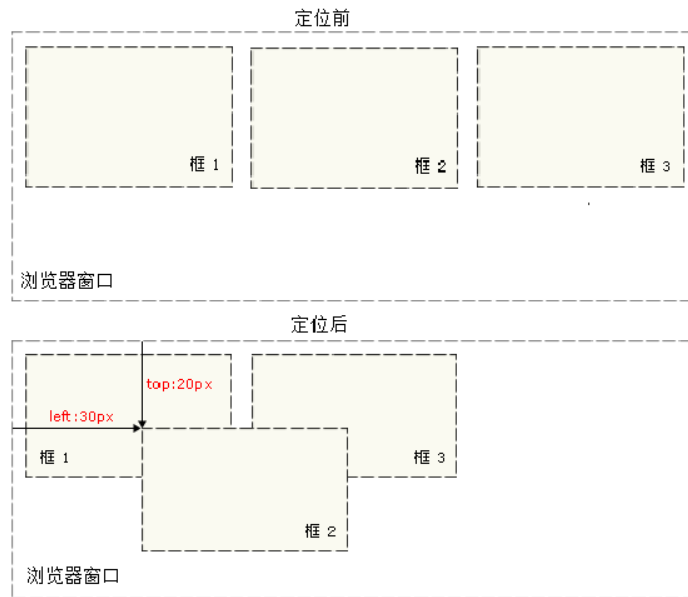 定位前
框 1
框 2
框 3
浏览器窗口
定位后
top:20px
left:30px
框 1
框 3
框 2
浏览器窗口